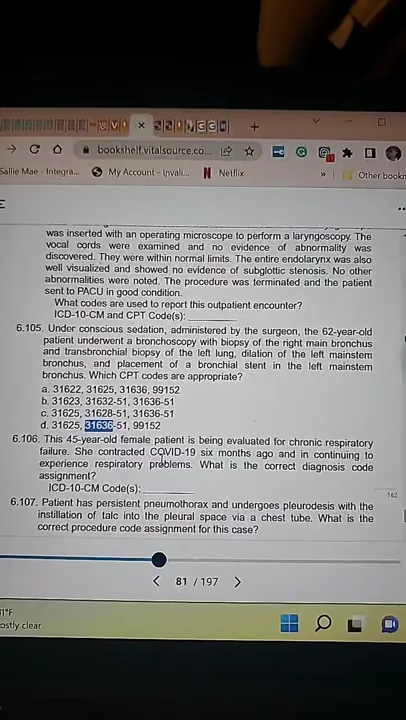 bookshelf.vitalsource.co...
Sallie Mae - Integra...
My Account – Invali...
Netflix
»
Other bookn
was inserted with an operating microscope to perform a laryngoscopy. The
vocal cords were examined and no evidence of abnormality was
discovered. They were within normal limits. The entire endolarynx was also
well visualized and showed no evidence of subglottic stenosis. No other
abnormalities were noted. The procedure was terminated and the patient
sent to PACU in good condition.
What codes are used to report this outpatient encounter?
ICD-10-CM and CPT Code(s): ________
6.105. Under conscious sedation, administered by the surgeon, the 62-year-old
patient underwent a bronchoscopy with biopsy of the right main bronchus
and transbronchial biopsy of the left lung, dilation of the left mainstem
bronchus, and placement of a bronchial stent in the left mainstem
bronchus. Which CPT codes are appropriate?
a. 31622, 31625, 31636, 99152
b. 31623, 31632-51, 31636-51
c. 31625, 31628-51, 31636-51
d. 31625, 31636-51, 99152
6.106. This 45-year-old female patient is being evaluated for chronic respiratory
failure. She contracted COVID-19 six months ago and in continuing to
experience respiratory problems. What is the correct diagnosis code
assignment?
ICD-10-CM Code(s): ________
162
6.107. Patient has persistent pneumothorax and undergoes pleurodesis with the
instillation of talc into the pleural space via a chest tube. What is the
correct procedure code assignment for this case?
< 81 / 197 >
1°F
ostly clear